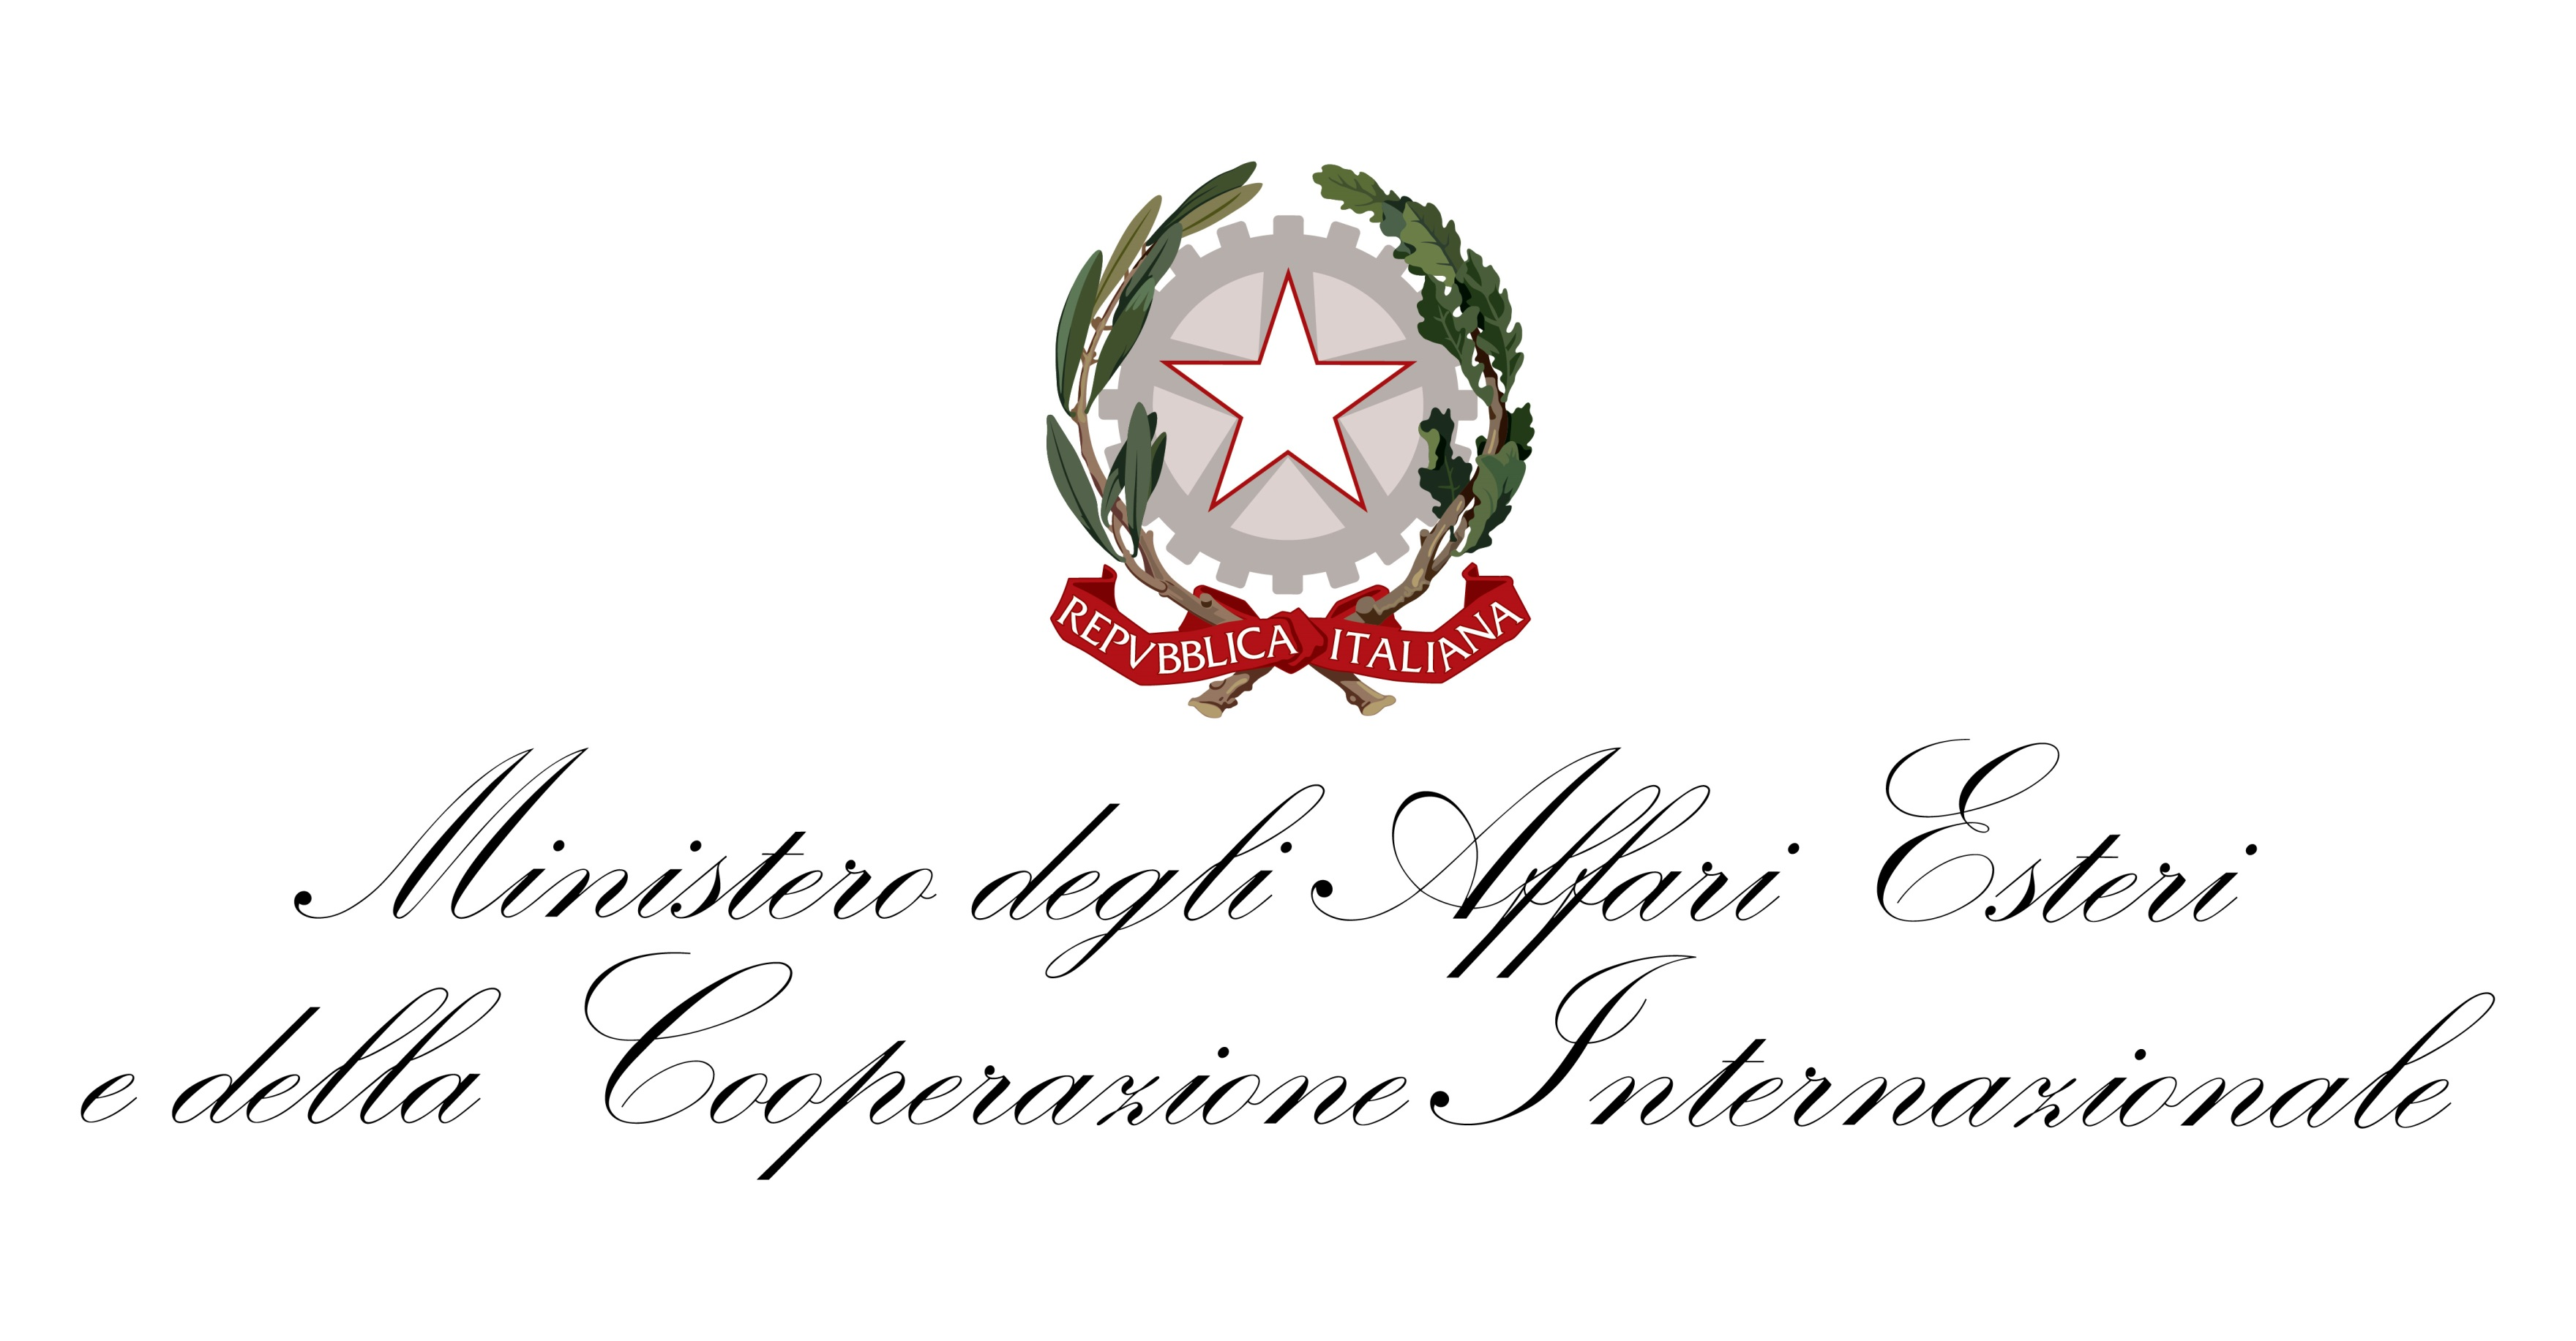 REPVBBLICA ITALIANA
Ministero degli Affari Esteri
e della Cooperazione Internazionale